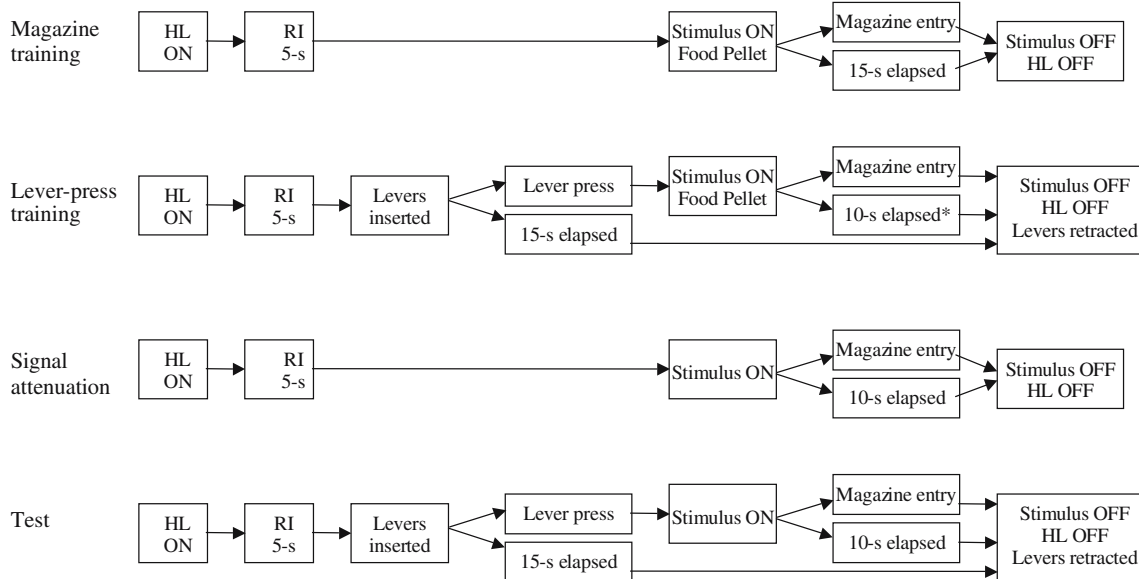 Magazine
training
HL
ON
RI
5-s
Stimulus ON
Food Pellet
Magazine entry
15-s elapsed
Stimulus OFF
HL OFF
Lever-press
training
HL
ON
RI
5-s
Levers
inserted
Lever press
15-s elapsed
Stimulus ON
Food Pellet
Magazine entry
10-s elapsed*
Stimulus OFF
HL OFF
Levers retracted
Signal
attenuation
HL
ON
RI
5-s
Stimulus ON
Magazine entry
10-s elapsed
Stimulus OFF
HL OFF
Test
HL
ON
RI
5-s
Levers
inserted
Lever press
15-s elapsed
Stimulus ON
Magazine entry
10-s elapsed
Stimulus OFF
HL OFF
Levers retracted